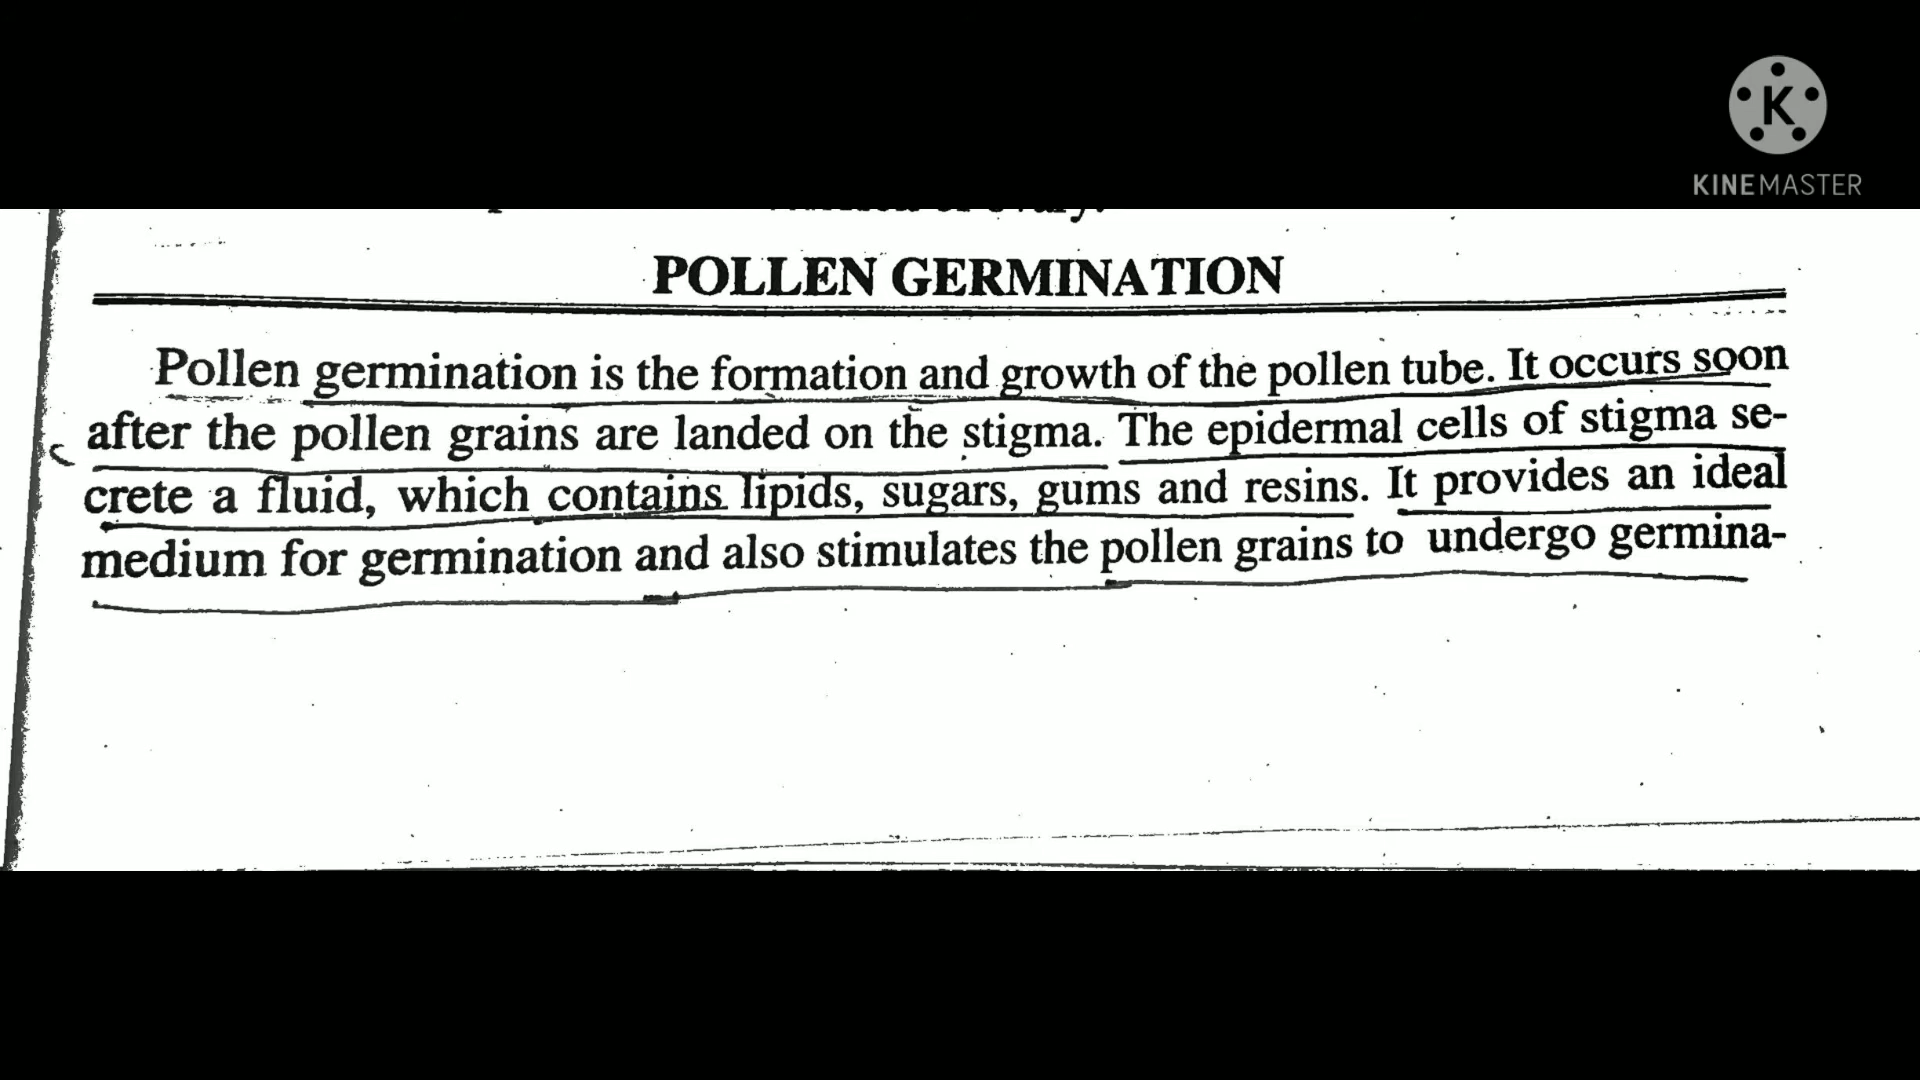 K
KINEMASTER
of ovary.
POLLEN GERMINATION
Pollen germination is the formation and growth of the pollen tube. It occurs soon
after the pollen grains are landed on the stigma. The epidermal cells of stigma se-
crete a fluid, which contains lipids, sugars, gums and resins. It provides an ideal
medium for germination and also stimulates the pollen grains to undergo germina-